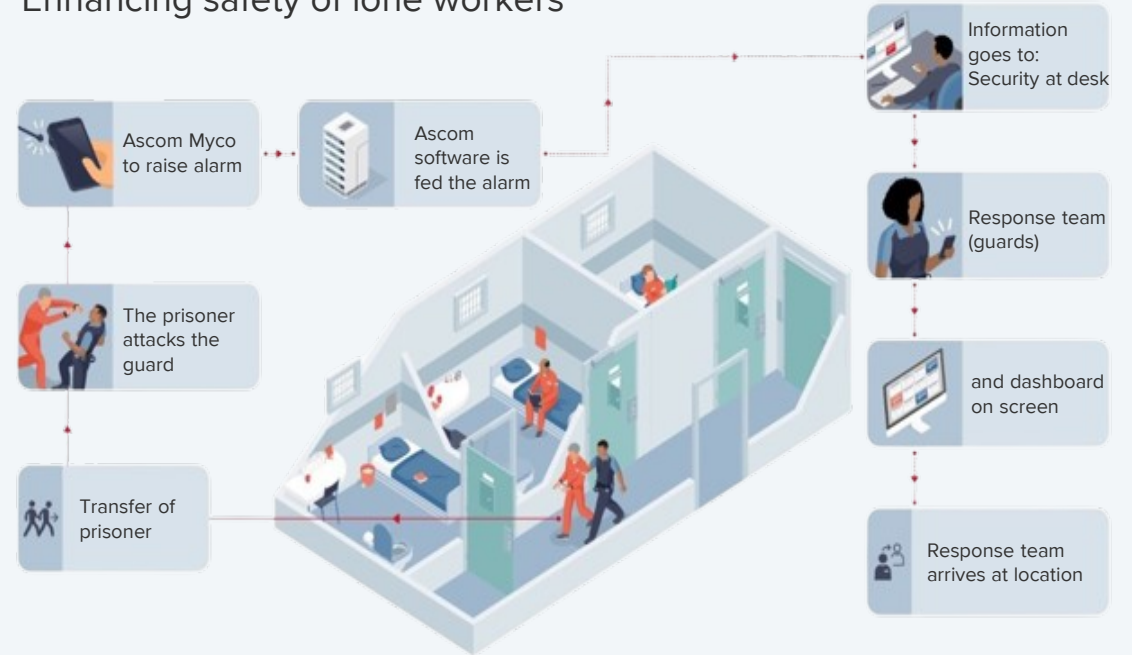 Enhancing safety of lone workers
Ascom Myco
to raise alarm
Ascom
software is
fed the alarm
Information
goes to:
Security at desk
Response team
(guards)
The prisoner
attacks the
guard
and dashboard
on screen
Transfer of
prisoner
Response team
arrives at location